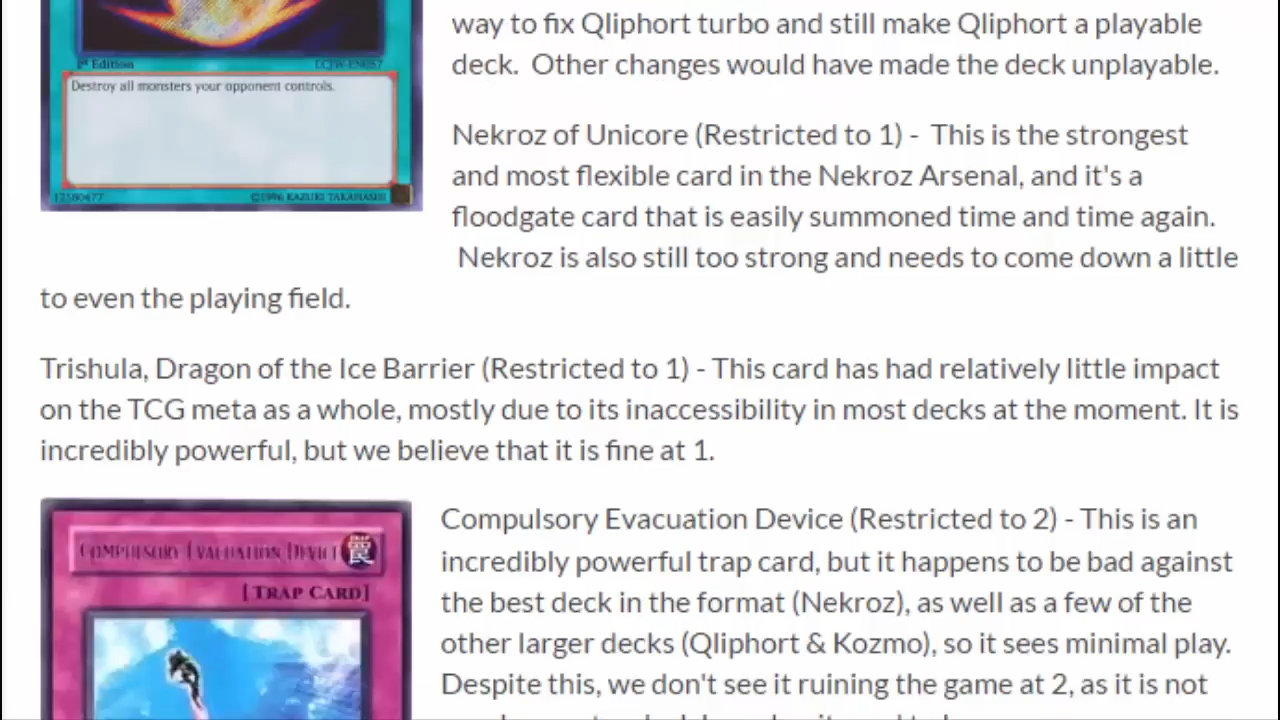 1st Edition
LCJW-EN057
Destroy all monsters your opponent controls.
12580477
©1996 KAZUKI TAKAHASHI
way to fix Qliphort turbo and still make Qliphort a playable
deck. Other changes would have made the deck unplayable.
Nekroz of Unicore (Restricted to 1) - This is the strongest
and most flexible card in the Nekroz Arsenal, and it's a
floodgate card that is easily summoned time and time again.
Nekroz is also still too strong and needs to come down a little
to even the playing field.
Trishula, Dragon of the Ice Barrier (Restricted to 1) - This card has had relatively little impact
on the TCG meta as a whole, mostly due to its inaccessibility in most decks at the moment. It is
incredibly powerful, but we believe that it is fine at 1.
COMPULSORY EVACUATION DEVICE
TRAP
罠
[TRAP CARD]
Compulsory Evacuation Device (Restricted to 2) - This is an
incredibly powerful trap card, but it happens to be bad against
the best deck in the format (Nekroz), as well as a few of the
other larger decks (Qliphort & Kozmo), so it sees minimal play.
Despite this, we don't see it ruining the game at 2, as it is not